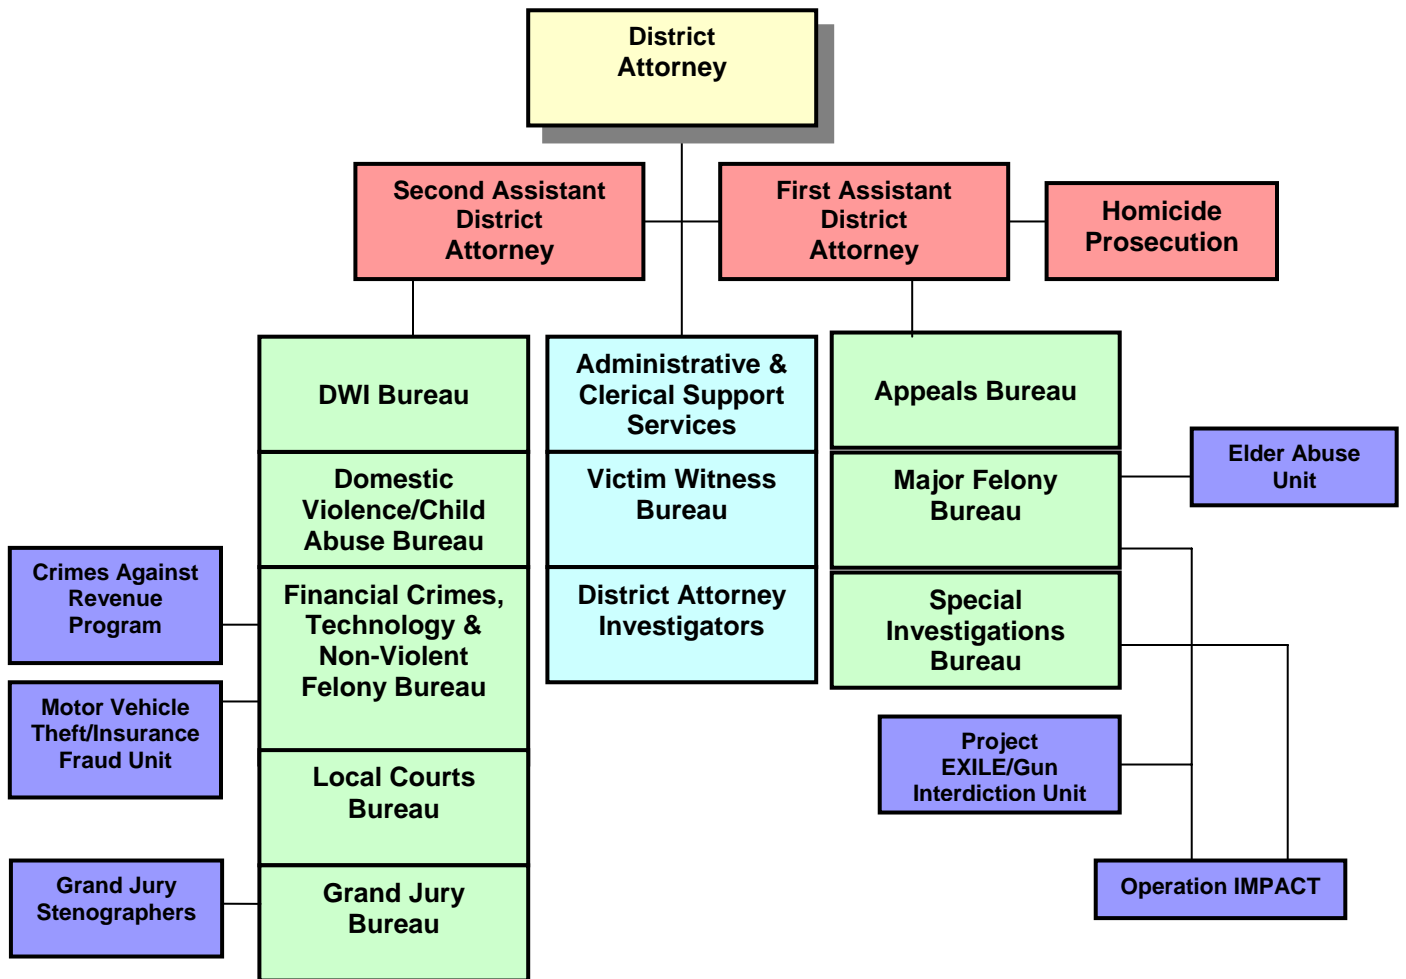 District
Attorney
Second Assistant
District
Attorney
First Assistant
District
Attorney
Homicide
Prosecution
DWI Bureau
Administrative &
Clerical Support
Services
Appeals Bureau
Domestic
Violence/Child
Abuse Bureau
Victim Witness
Bureau
Major Felony
Bureau
Elder Abuse
Unit
Crimes Against
Revenue
Program
Financial Crimes,
Technology &
Non-Violent
Felony Bureau
District Attorney
Investigators
Special
Investigations
Bureau
Motor Vehicle
Theft/Insurance
Fraud Unit
Project
EXILE/Gun
Interdiction Unit
Local Courts
Bureau
Grand Jury
Stenographers
Grand Jury
Bureau
Operation IMPACT